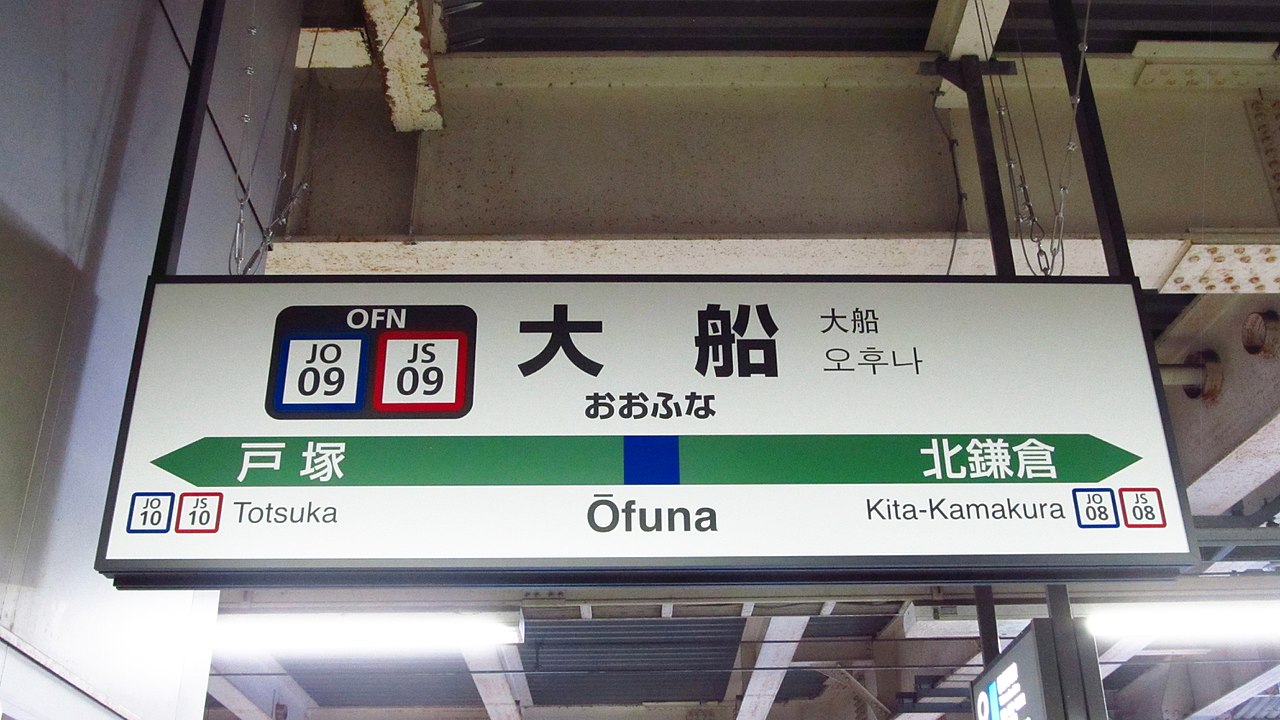 OFN
JO 09
JS 09
大船
おおふな
大船
오후나
戸塚
北鎌倉
JO 10
JS 10
Totsuka
Ōfuna
Kita-Kamakura
JO 08
JS 08